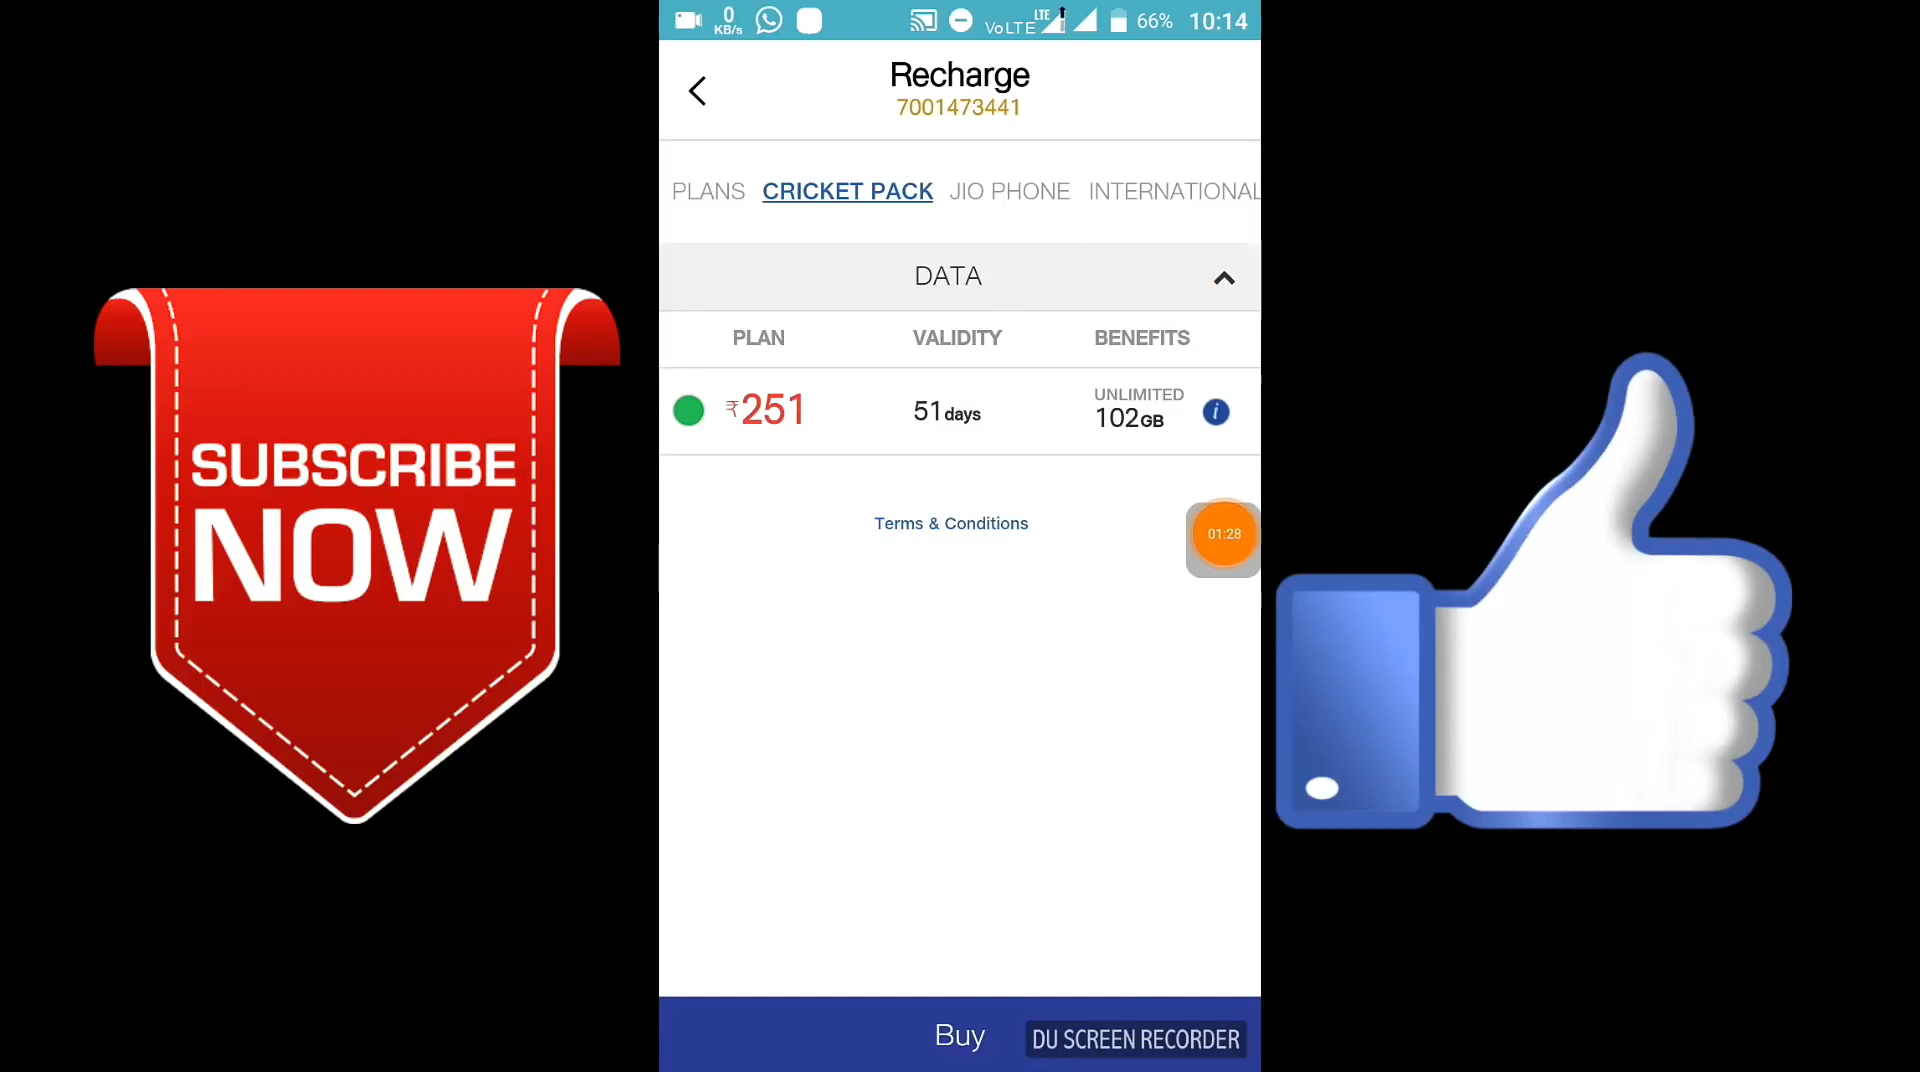 0
KB/s
VoLTE LTE 66% 10:14
Recharge
7001473441
PLANS CRICKET PACK JIO PHONE INTERNATIONAL
DATA
PLAN VALIDITY BENEFITS
₹251 51 days UNLIMITED
102GB i
Terms & Conditions
01:28
Buy
DU SCREEN RECORDER
SUBSCRIBE
NOW